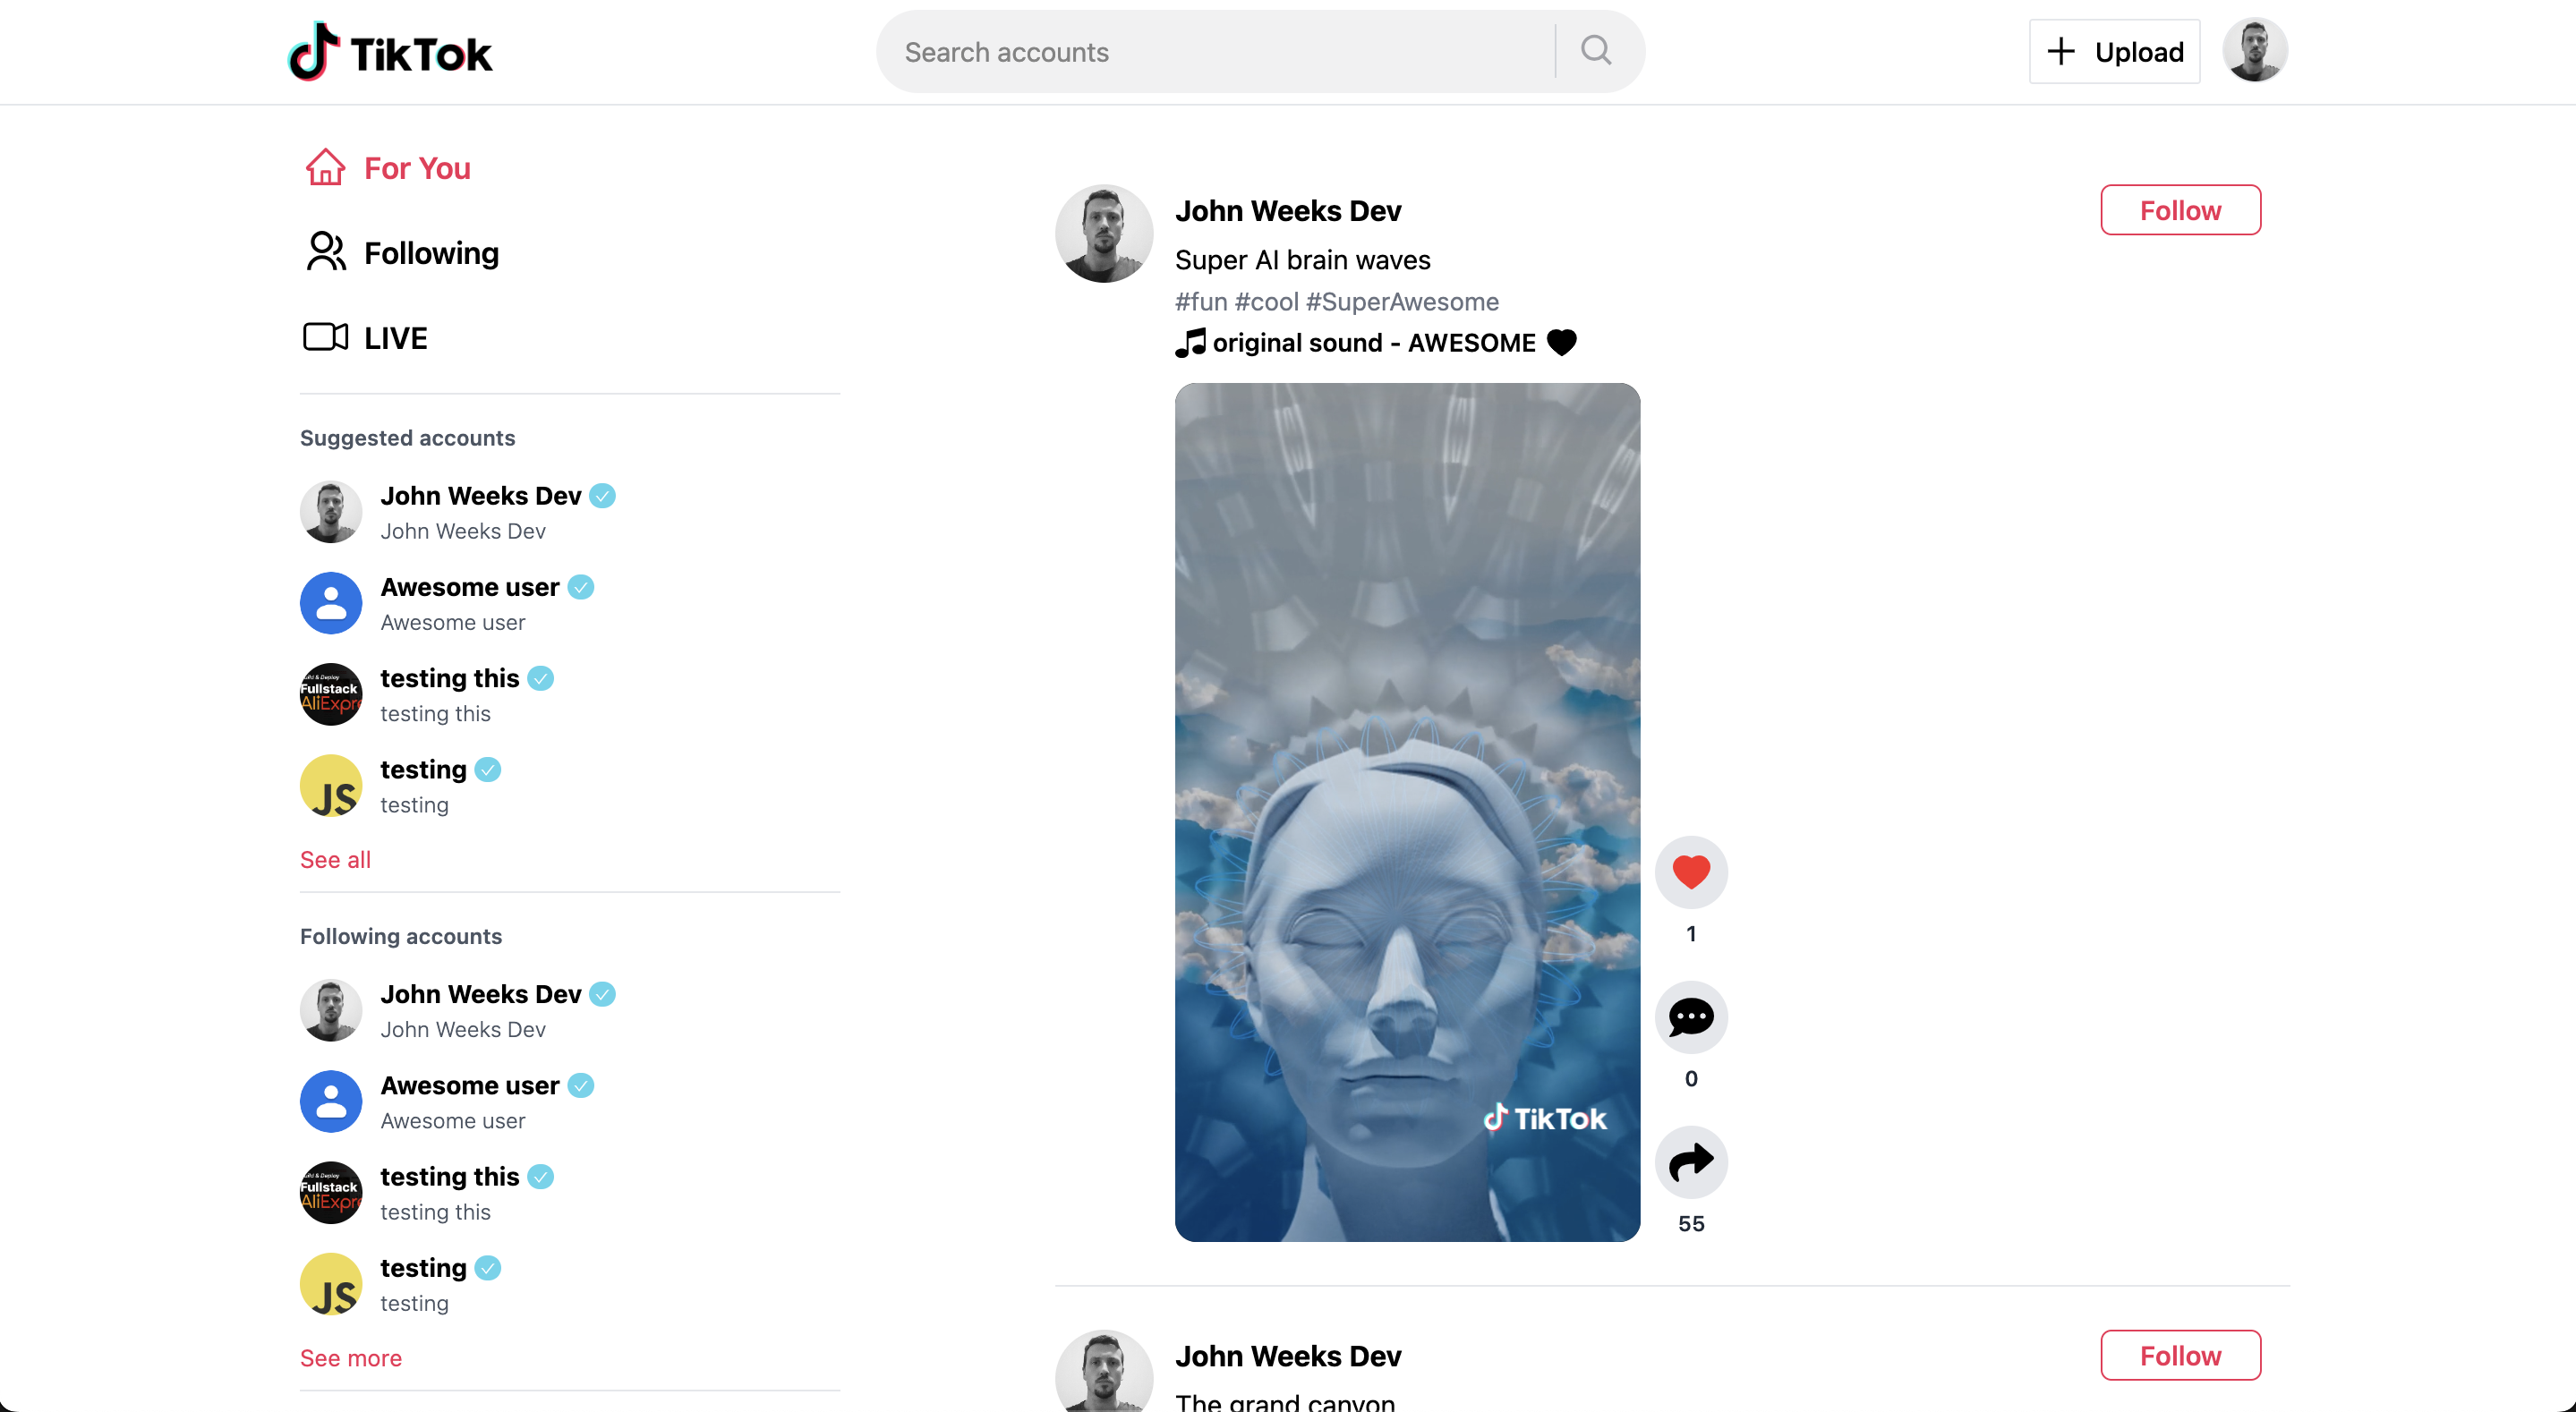 TikTok
Search accounts
Upload
For You
Following
LIVE
Suggested accounts
John Weeks Dev
John Weeks Dev
Awesome user
Awesome user
Fullstack
testing this
testing this
JS
testing
testing
See all
Following accounts
John Weeks Dev
John Weeks Dev
Awesome user
Awesome user
Fullstack
testing this
testing this
JS
testing
testing
See more
John Weeks Dev
Follow
Super AI brain waves
#fun #cool #SuperAwesome
original sound - AWESOME
TikTok
1
0
55
John Weeks Dev
Follow
The grand canyon